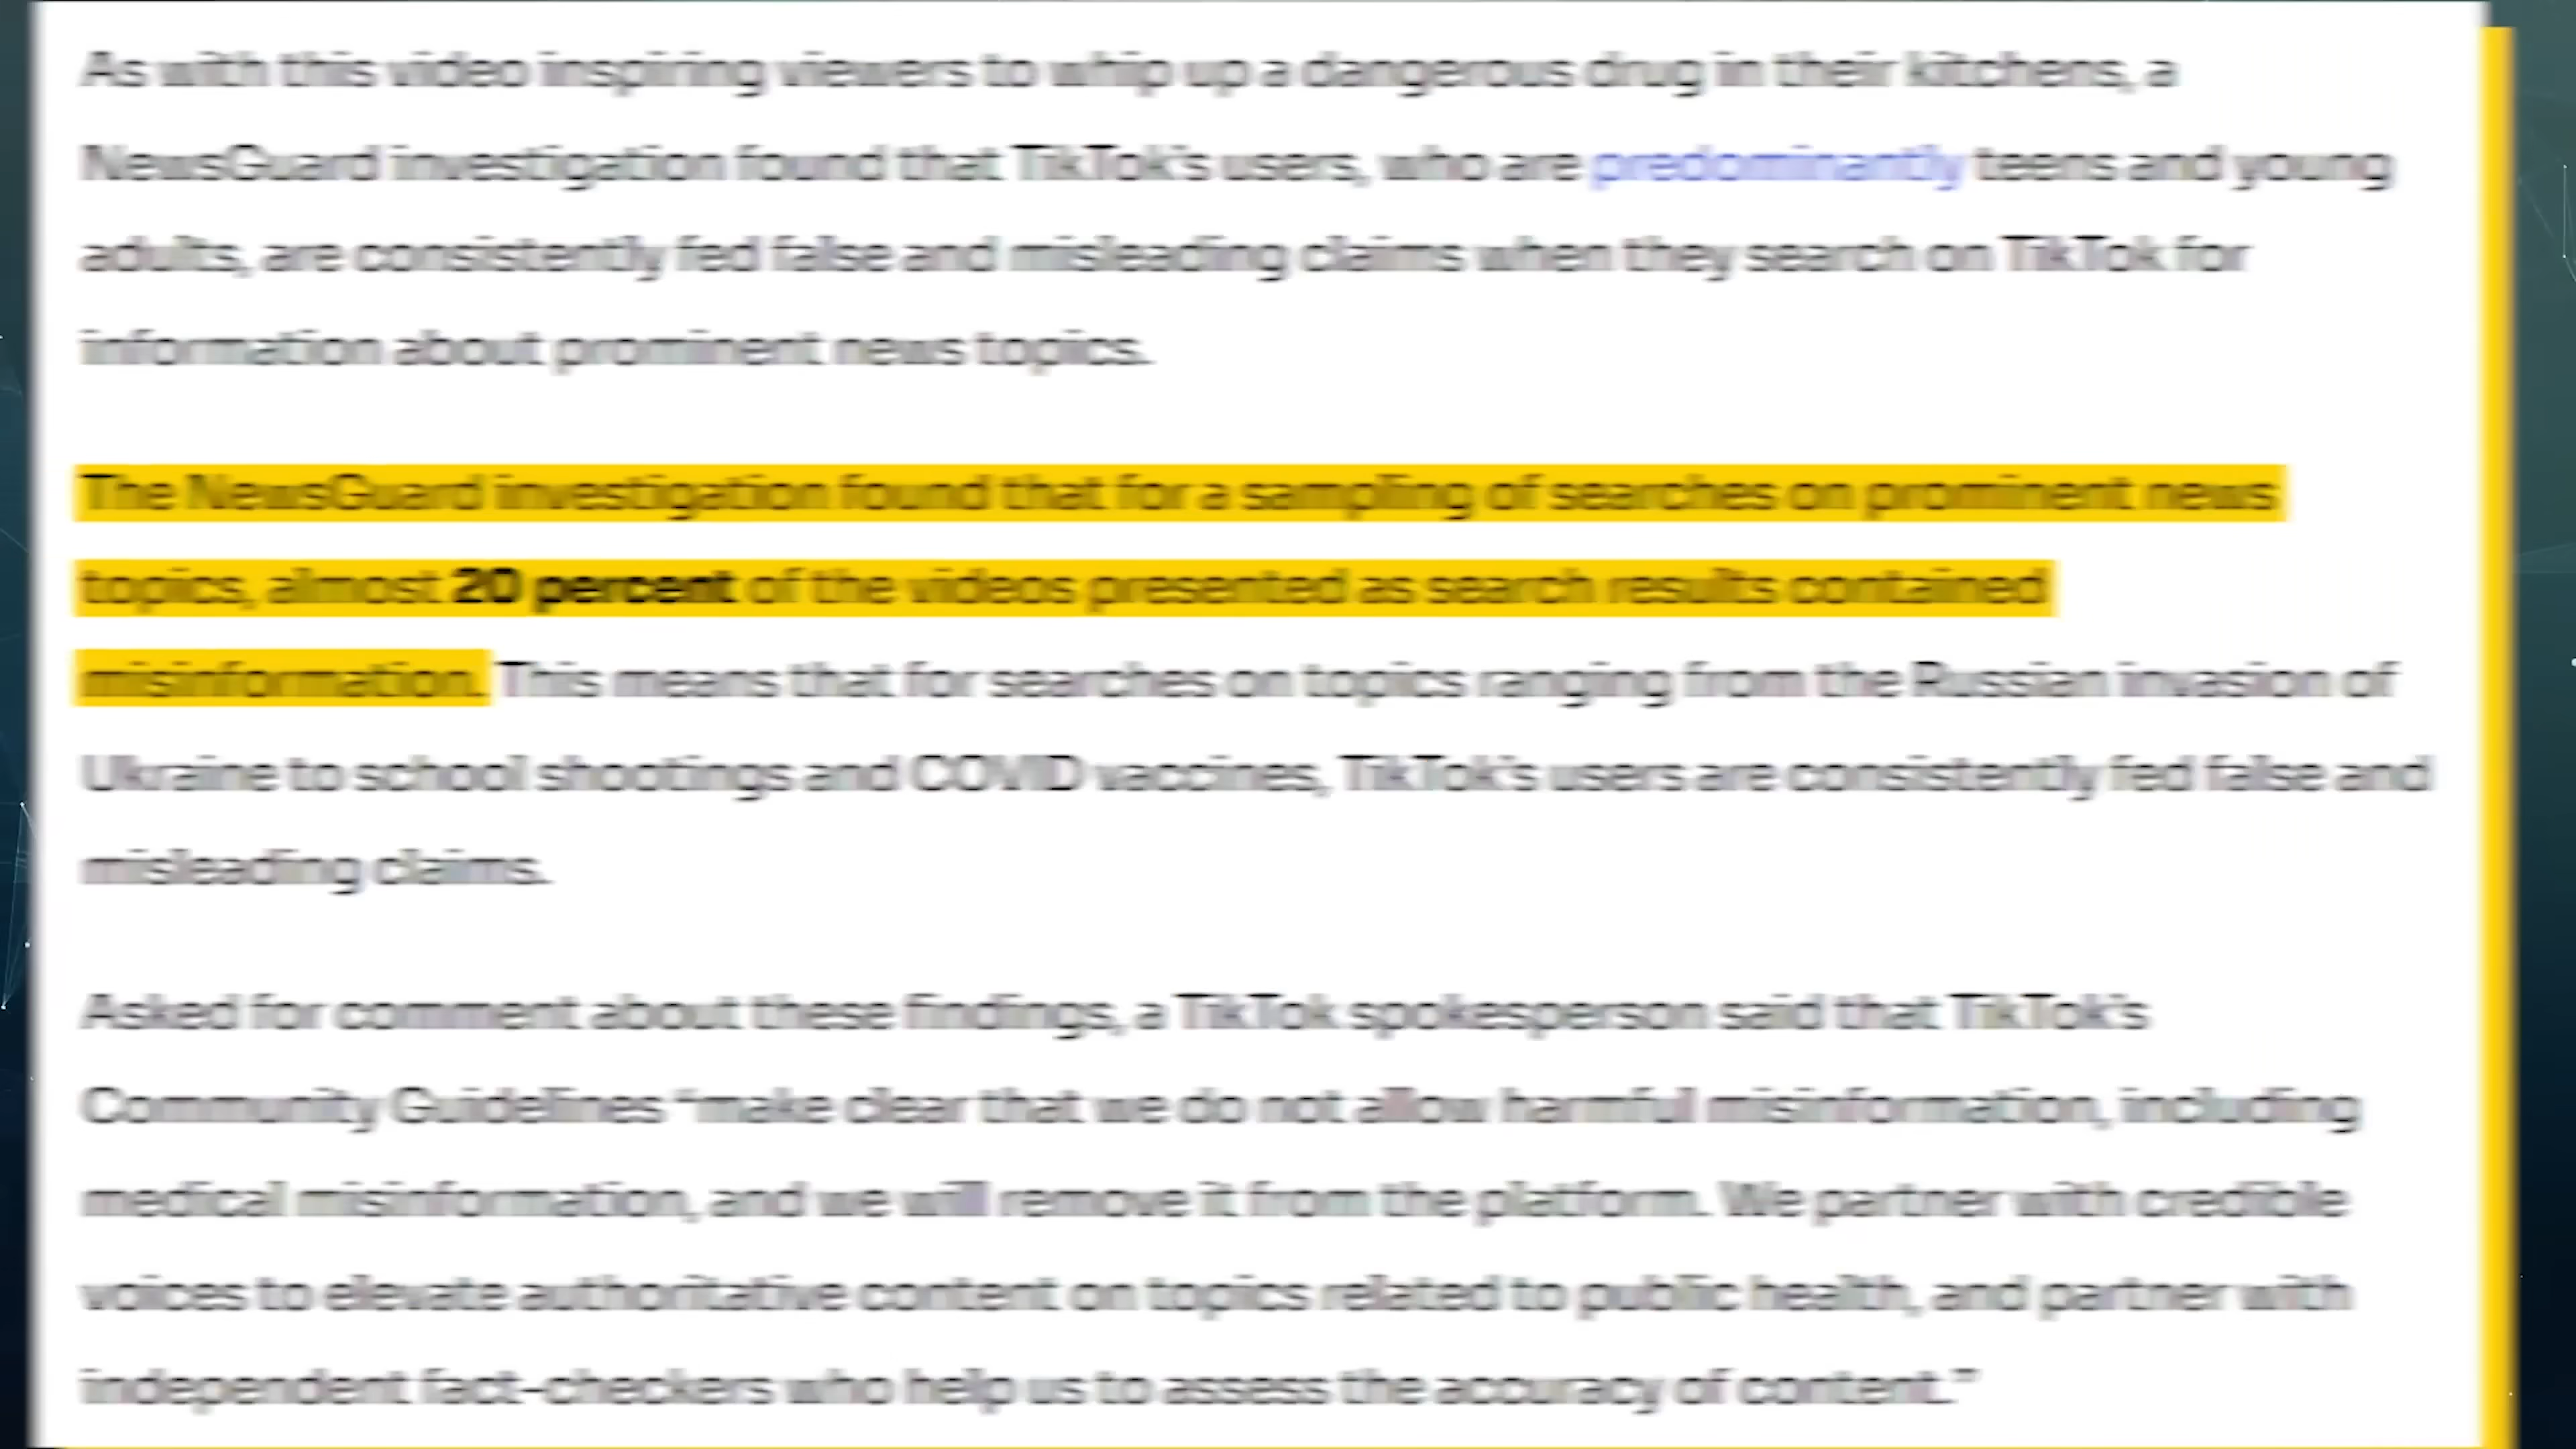 As with this video inspiring viewers to whip up a dangerous drug in their kitchens, a
NewsGuard investigation found that TikTok's users, who are predominantly teens and young
adults, are consistently fed false and misleading claims when they search on TikTok for
information about prominent news topics.
The NewsGuard investigation found that for a sampling of searches on prominent news
topics, almost 20 percent of the videos presented as search results contained
misinformation. This means that for searches on topics ranging from the Russian invasion of
Ukraine to school shootings and COVID vaccines, TikTok's users are consistently fed false and
misleading claims.
Asked for comment about these findings, a TikTok spokesperson said that TikTok's
Community Guidelines “make clear that we do not allow harmful misinformation, including
medical misinformation, and we will remove it from the platform. We partner with credible
voices to elevate authoritative content on topics related to public health, and partner with
independent fact-checkers who help us to assess the accuracy of content.”